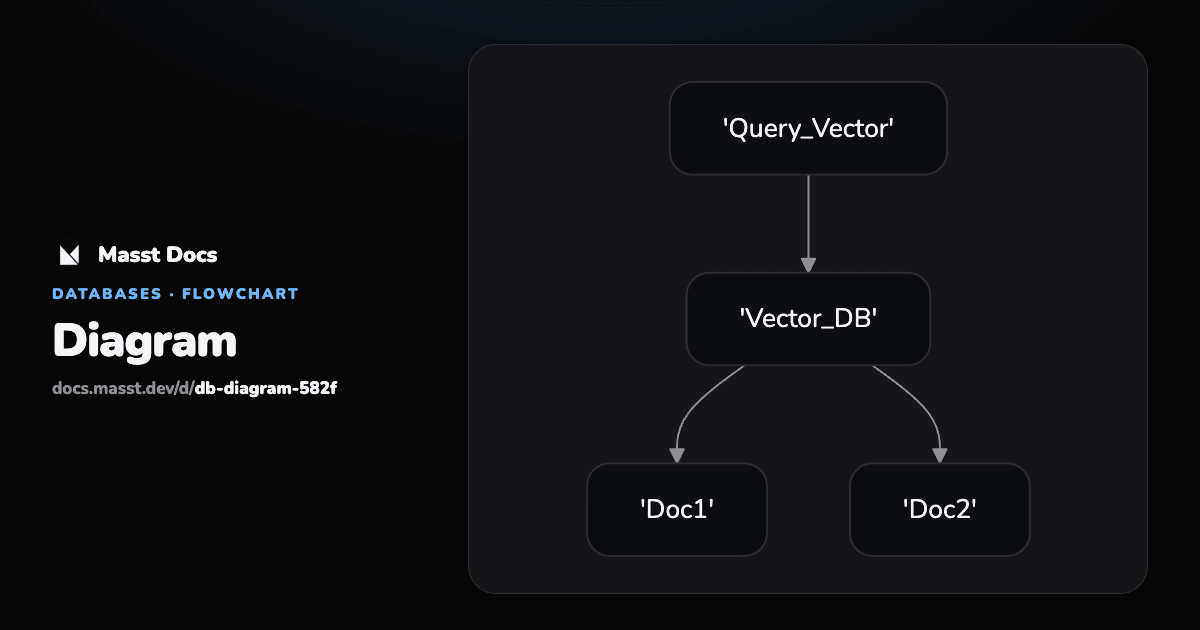 Masst Docs
DATABASES · FLOWCHART
Diagram
docs.masst.dev/d/db-diagram-582f
'Query_Vector'
'Vector_DB'
'Doc1' 'Doc2'